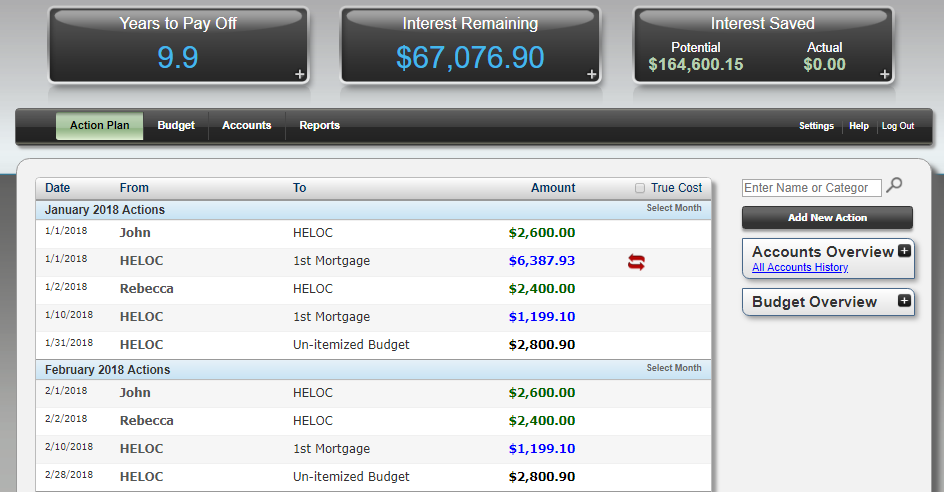 Years to Pay Off
9.9
+
Interest Remaining
$67,076.90
+
Interest Saved
Potential Actual
$164,600.15 $0.00
+
Action Plan Budget Accounts Reports Settings Help Log Out
Date From To Amount True Cost
January 2018 Actions Select Month
1/1/2018 John HELOC $2,600.00
1/1/2018 HELOC 1st Mortgage $6,387.93
1/2/2018 Rebecca HELOC $2,400.00
1/10/2018 HELOC 1st Mortgage $1,199.10
1/31/2018 HELOC Un-itemized Budget $2,800.90
February 2018 Actions Select Month
2/1/2018 John HELOC $2,600.00
2/2/2018 Rebecca HELOC $2,400.00
2/10/2018 HELOC 1st Mortgage $1,199.10
2/28/2018 HELOC Un-itemized Budget $2,800.90
Enter Name or Categor
Add New Action
Accounts Overview +
All Accounts History
Budget Overview +